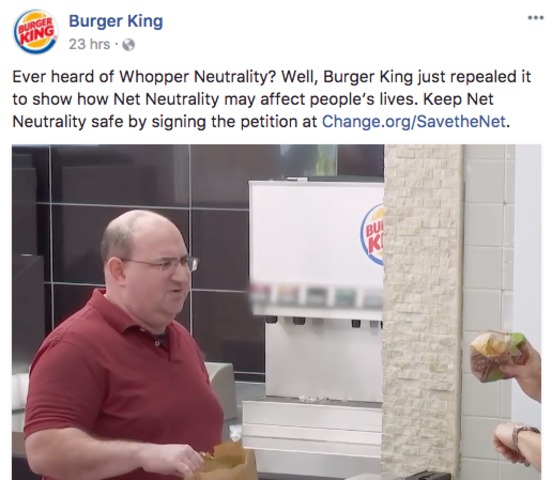 BURGER
KING
Burger King
23 hrs ·
Ever heard of Whopper Neutrality? Well, Burger King just repealed it
to show how Net Neutrality may affect people's lives. Keep Net
Neutrality safe by signing the petition at Change.org/SavetheNet.
BU
KI